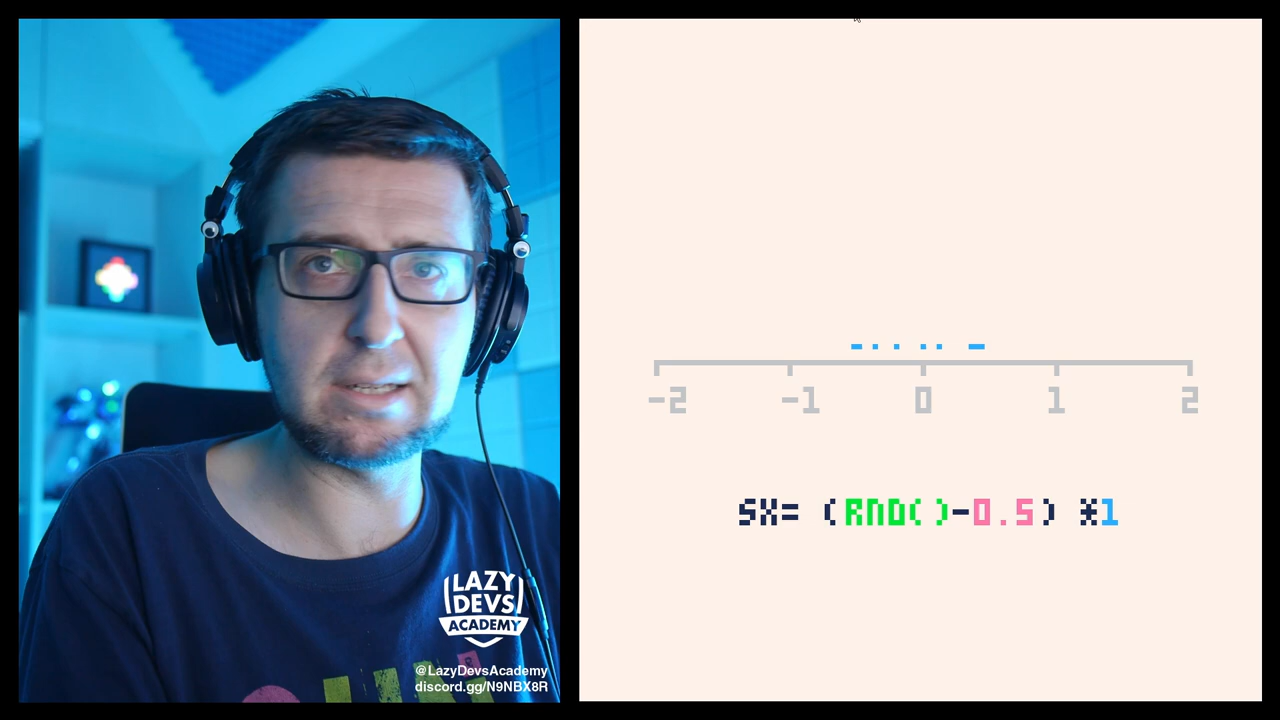 LAZY
DEVS
ACADEMY
@LazyDevsAcademy
discord.gg/N9NBX8R
-2 -1 0 1 2
SX= (RND()-0.5) *1